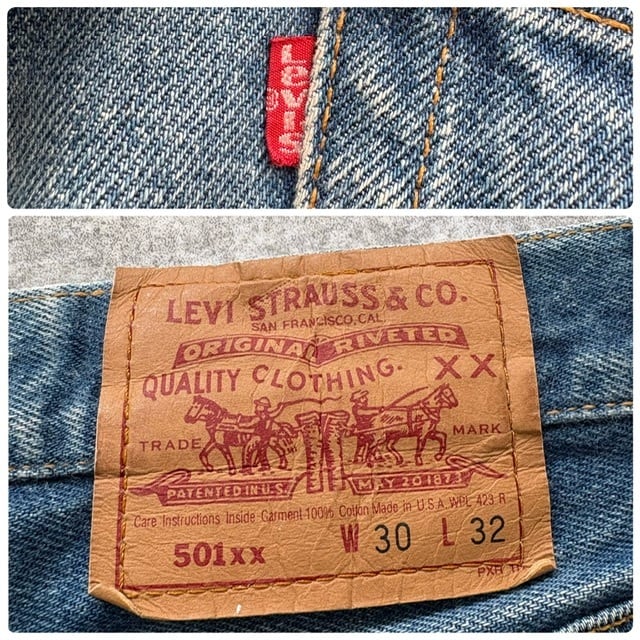 Levi's
®
LEVI STRAUSS & CO.
SAN FRANCISCO, CAL.
ORIGINAL RIVETED
QUALITY CLOTHING. XX
TRADE MARK
PATENTED IN U.S. MAY 20 1873
Care Instructions Inside Garment 100% Cotton Made in U.S.A. WPL 423 R
501xx W 30 L 32